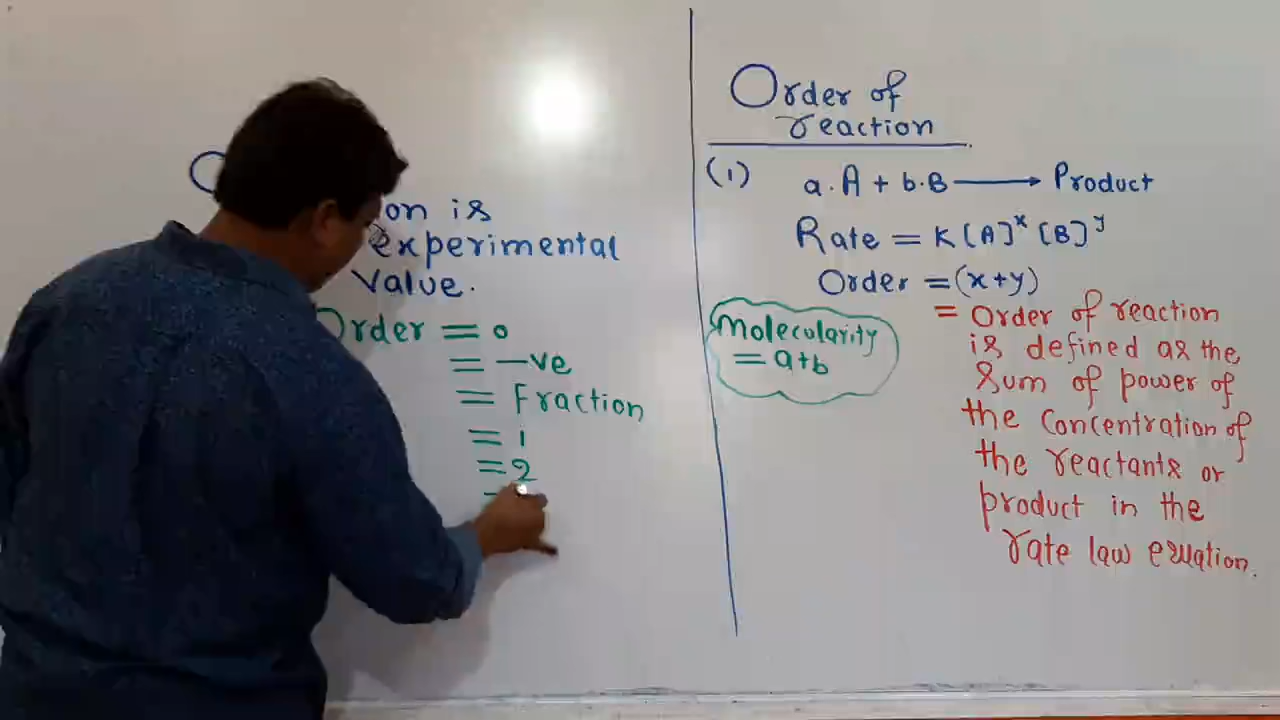 on is
experimental
value.
Order = 0
= -ve
= Fraction
= 1
= 2
=
Order of
reaction
(1) a.A + b.B ⟶ Product
Rate = K[A]ˣ [B]ʸ
Order = (x+y)
Molecularity
= a+b
= Order of reaction
is defined as the
Sum of power of
the Concentration of
the reactants or
product in the
rate law equation.